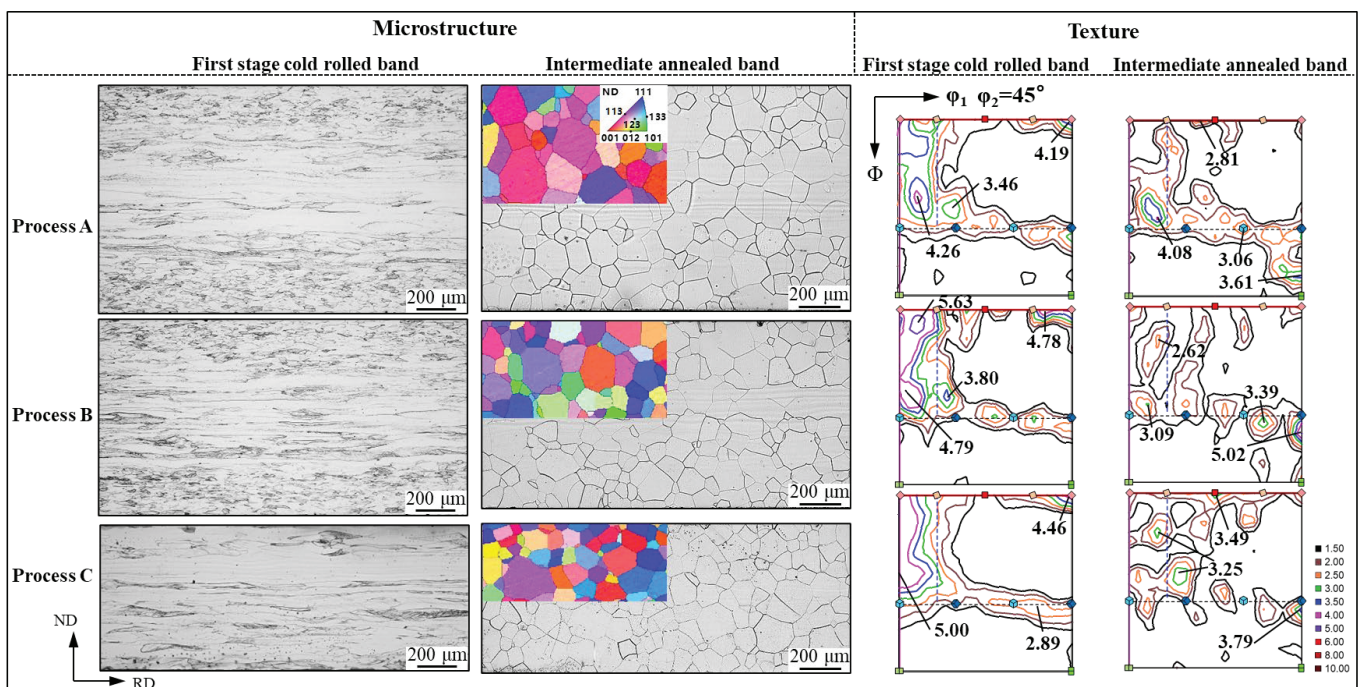 Microstructure
Texture
First stage cold rolled band
Intermediate annealed band
First stage cold rolled band
Intermediate annealed band
Process A
200 μm
ND 111
113 133
123
001 012 101
200 μm
φ1 φ2=45°
Φ
4.19
3.46
4.26
2.81
4.08
3.06
3.61
Process B
200 μm
200 μm
5.63
4.78
3.80
4.79
2.62
3.39
3.09
5.02
Process C
200 μm
200 μm
4.46
5.00
2.89
3.49
3.25
3.79
1.50
2.00
2.50
3.00
3.50
4.00
5.00
6.00
8.00
10.00
ND
RD